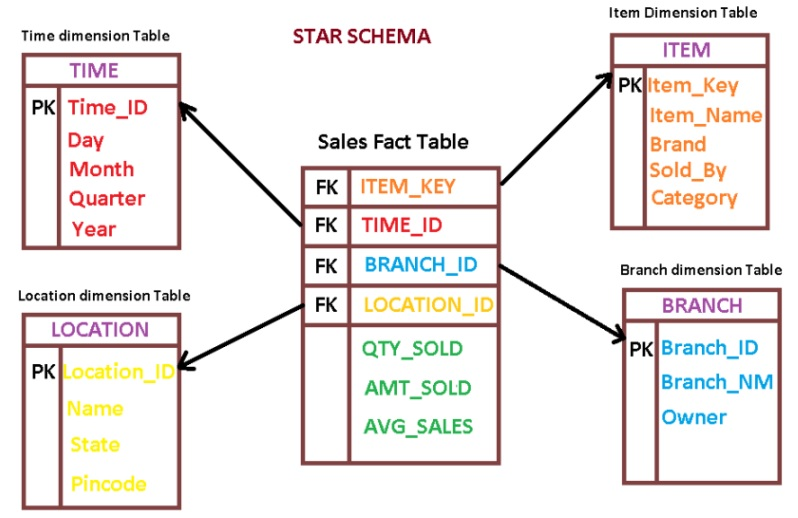 STAR SCHEMA
Time dimension Table
TIME
PK Time_ID
Day
Month
Quarter
Year
Location dimension Table
LOCATION
PK Location_ID
Name
State
Pincode
Sales Fact Table
FK ITEM_KEY
FK TIME_ID
FK BRANCH_ID
FK LOCATION_ID
QTY_SOLD
AMT_SOLD
AVG_SALES
Item Dimension Table
ITEM
PK Item_Key
Item_Name
Brand
Sold_By
Category
Branch dimension Table
BRANCH
PK Branch_ID
Branch_NM
Owner